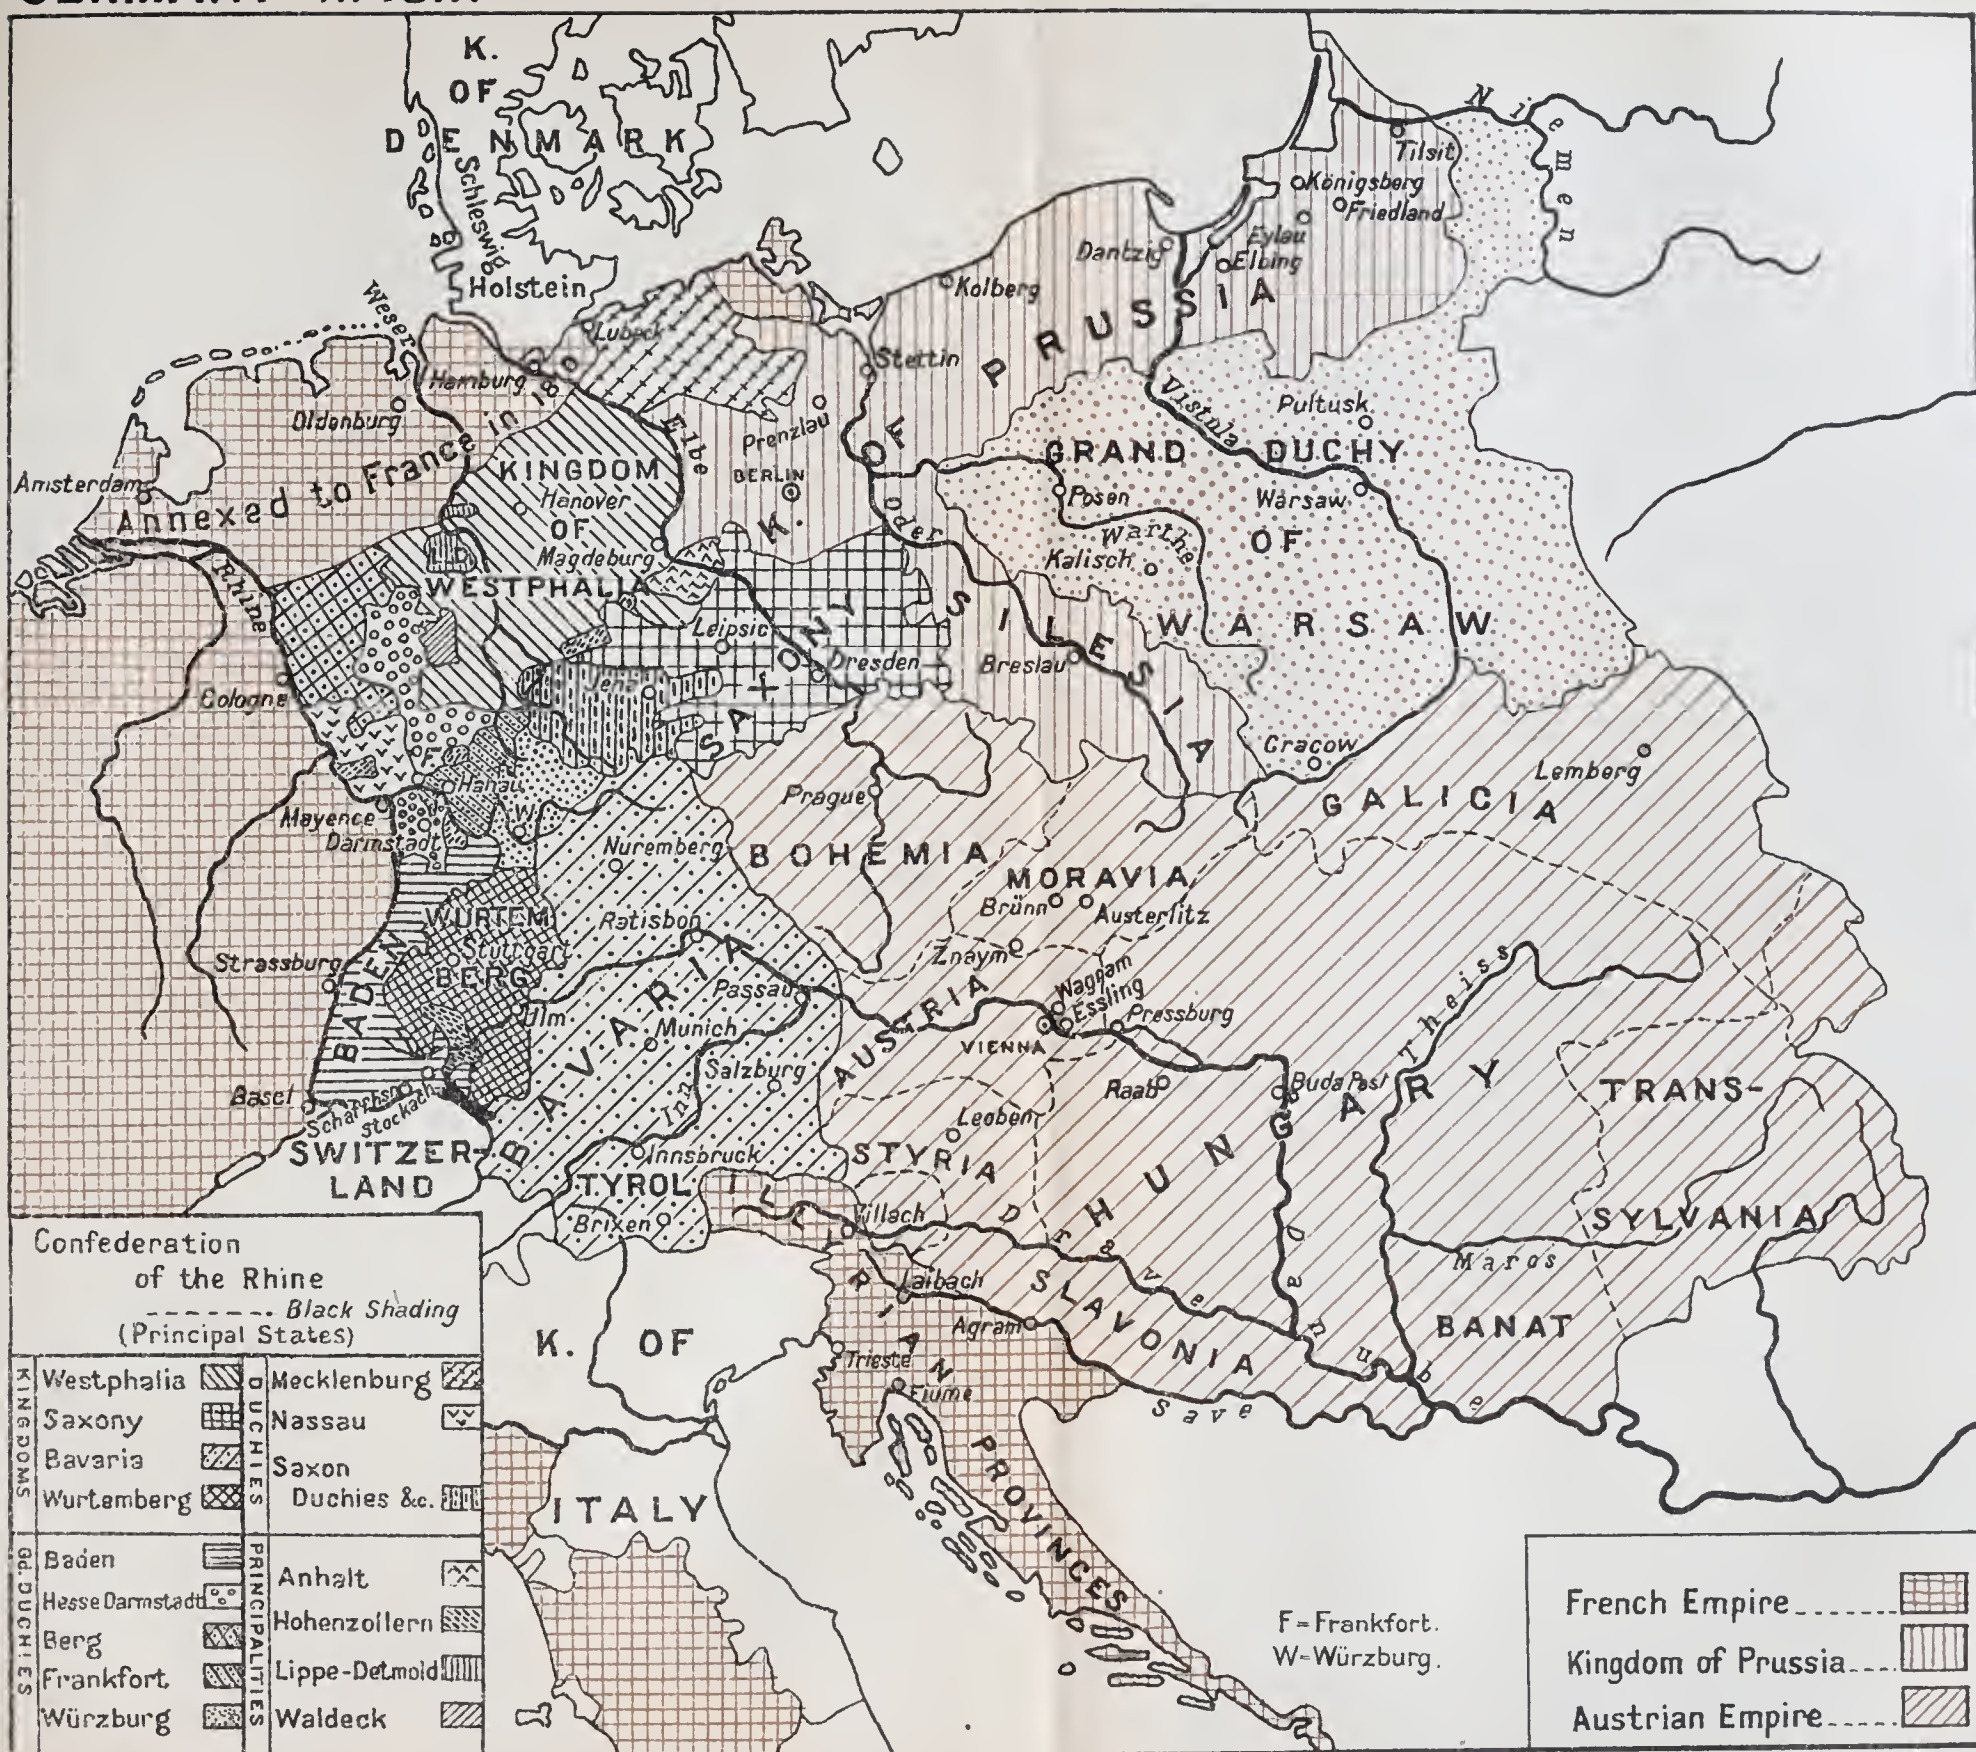 K.
OF
DENMARK
Schleswig
Holstein
Niemen
Tilsit
Königsberg
Friedland
Eylau
Elbing
Dantzig
Kolberg
K. OF PRUSSIA
Stettin
Lubeck
Weser
Hamburg
Oldenburg
Annexed to France in 18
Amsterdam
Elbe
Prenzlau
BERLIN
KINGDOM
Hanover
OF
Magdeburg
WESTPHALIA
Rhine
Oder
Vistula
Pultusk
GRAND DUCHY
Posen
Warsaw
OF
Warthe
Kalisch
WARSAW
SILESIA
Breslau
Leipsic
SAXONY
Dresden
Jena
Cologne
Cracow
Lemberg
GALICIA
F
Hanau
W
Mayence
Darmstadt
Prague
Nuremberg
BOHEMIA
MORAVIA
Brünn
Austerlitz
Znaym
Ratisbon
WURTEM
Stuttgart
BERG
Strassburg
BADEN
Ulm
BAVARIA
Passau
Munich
Salzburg
Inn
AUSTRIA
Wagram
Essling
Pressburg
VIENNA
Theiss
Raab
Buda Pest
HUNGARY
TRANS-
SYLVANIA
Basel
Schaffhsn
Stockach
SWITZER-
LAND
Leoben
STYRIA
Innsbruck
TYROL
Brixen
Villach
Drave
Danube
Maros
BANAT
ILLYRIAN
PROVINCES
Laibach
SLAVONIA
Agram
Trieste
Fiume
Save
K. OF
ITALY
Confederation
of the Rhine
------- Black Shading
(Principal States)
KINGDOMS
Westphalia
Saxony
Bavaria
Wurtemberg
Gd. DUCHIES
Baden
Hesse Darmstadt
Berg
Frankfort
Würzburg
DUCHIES
Mecklenburg
Nassau
Saxon
Duchies &c.
PRINCIPALITIES
Anhalt
Hohenzollern
Lippe-Detmold
Waldeck
F=Frankfort.
W=Würzburg.
French Empire
Kingdom of Prussia
Austrian Empire